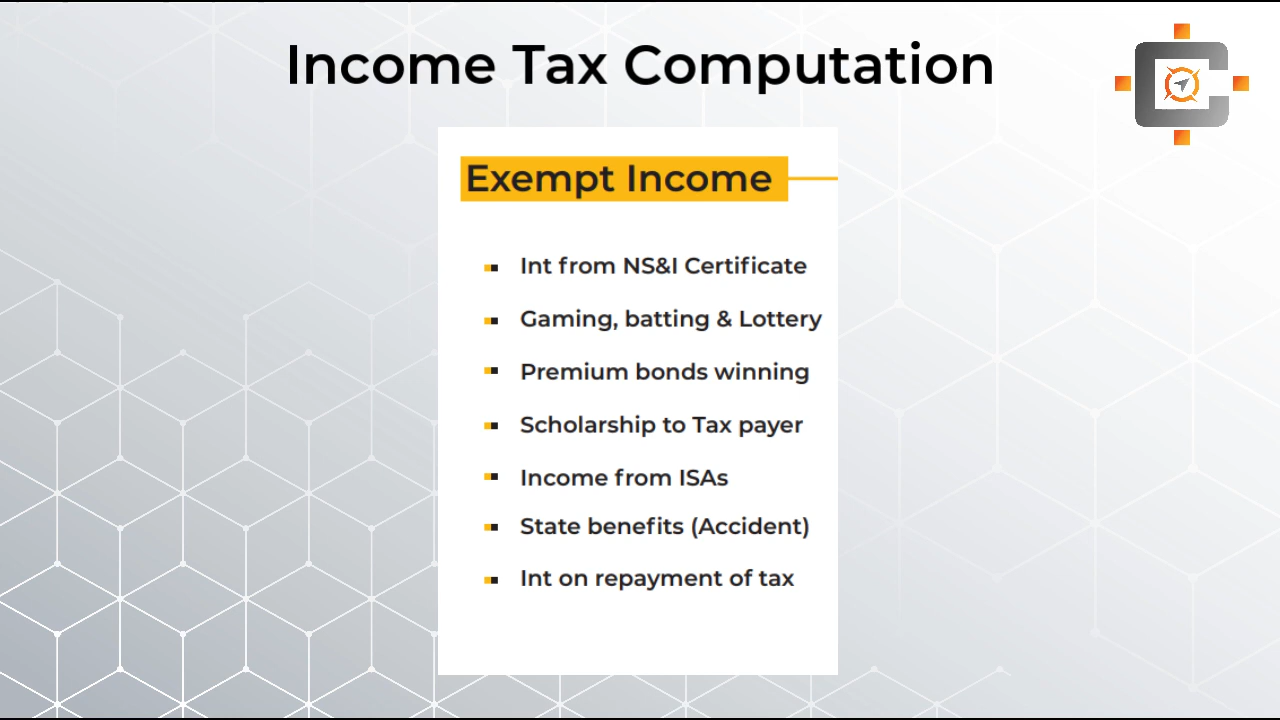 Income Tax Computation
Exempt Income
Int from NS&I Certificate
Gaming, batting & Lottery
Premium bonds winning
Scholarship to Tax payer
Income from ISAs
State benefits (Accident)
Int on repayment of tax